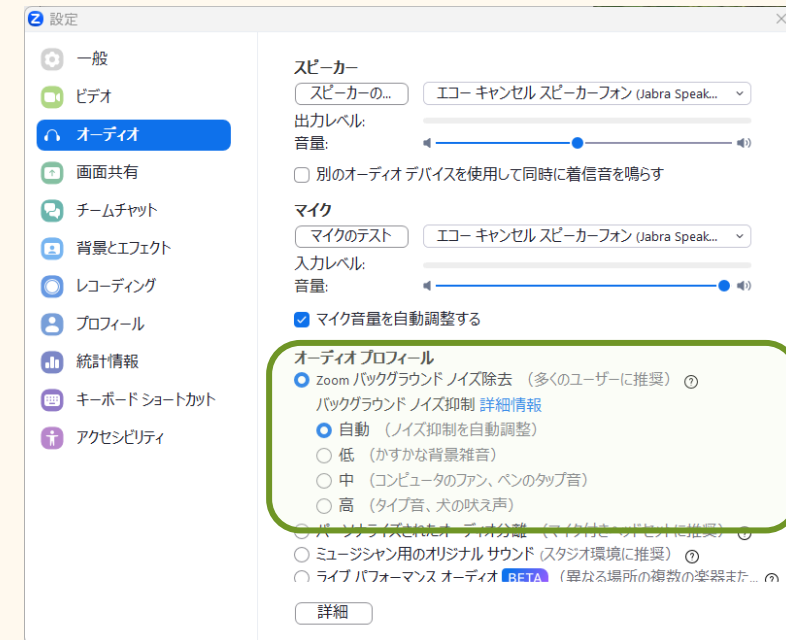 設定
一般
ビデオ
オーディオ
画面共有
チームチャット
背景とエフェクト
レコーディング
プロフィール
統計情報
キーボード ショートカット
アクセシビリティ
スピーカー
スピーカーの...
エコー キャンセル スピーカーフォン (Jabra Speak...
出力レベル:
音量:
別のオーディオ デバイスを使用して同時に着信音を鳴らす
マイク
マイクのテスト
エコー キャンセル スピーカーフォン (Jabra Speak...
入力レベル:
音量:
マイク音量を自動調整する
オーディオ プロフィール
Zoom バックグラウンド ノイズ除去 (多くのユーザーに推奨)
バックグラウンド ノイズ抑制 詳細情報
自動 (ノイズ抑制を自動調整)
低 (かすかな背景雑音)
中 (コンピュータのファン、ペンのタップ音)
高 (タイプ音、犬の吠え声)
パーソナライズされたオーディオ分離 (マイク付きヘッドセットに推奨)
ミュージシャン用のオリジナル サウンド (スタジオ環境に推奨)
ライブ パフォーマンス オーディオ BETA (異なる場所の複数の楽器また...
詳細